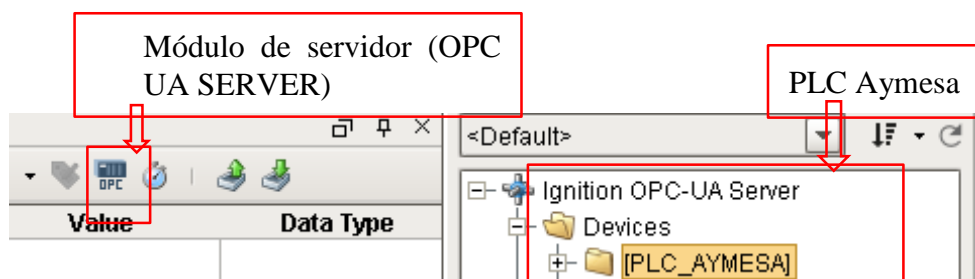 Módulo de servidor (OPC
UA SERVER)
PLC Aymesa
<Default>
OPC
Value Data Type
Ignition OPC-UA Server
Devices
[PLC_AYMESA]